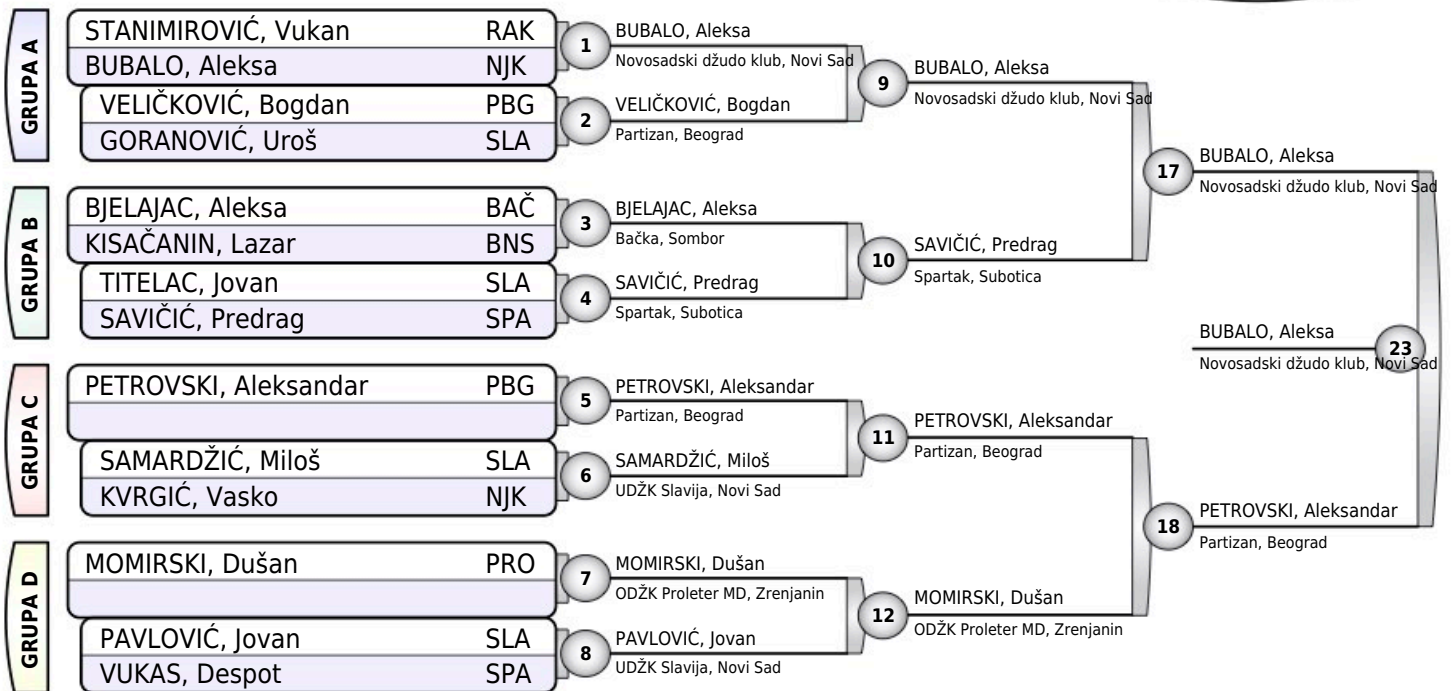 GRUPA A
STANIMIROVIĆ, Vukan RAK
BUBALO, Aleksa NJK
VELIČKOVIĆ, Bogdan PBG
GORANOVIĆ, Uroš SLA
1
BUBALO, Aleksa
Novosadski džudo klub, Novi Sad
2
VELIČKOVIĆ, Bogdan
Partizan, Beograd
9
BUBALO, Aleksa
Novosadski džudo klub, Novi Sad
GRUPA B
BJELAJAC, Aleksa BAČ
KISAČANIN, Lazar BNS
TITELAC, Jovan SLA
SAVIČIĆ, Predrag SPA
3
BJELAJAC, Aleksa
Bačka, Sombor
4
SAVIČIĆ, Predrag
Spartak, Subotica
10
SAVIČIĆ, Predrag
Spartak, Subotica
17
BUBALO, Aleksa
Novosadski džudo klub, Novi Sad
GRUPA C
PETROVSKI, Aleksandar PBG
SAMARDŽIĆ, Miloš SLA
KVRGIĆ, Vasko NJK
5
PETROVSKI, Aleksandar
Partizan, Beograd
6
SAMARDŽIĆ, Miloš
UDŽK Slavija, Novi Sad
11
PETROVSKI, Aleksandar
Partizan, Beograd
GRUPA D
MOMIRSKI, Dušan PRO
PAVLOVIĆ, Jovan SLA
VUKAS, Despot SPA
7
MOMIRSKI, Dušan
ODŽK Proleter MD, Zrenjanin
8
PAVLOVIĆ, Jovan
UDŽK Slavija, Novi Sad
12
MOMIRSKI, Dušan
ODŽK Proleter MD, Zrenjanin
18
PETROVSKI, Aleksandar
Partizan, Beograd
BUBALO, Aleksa
23
Novosadski džudo klub, Novi Sad